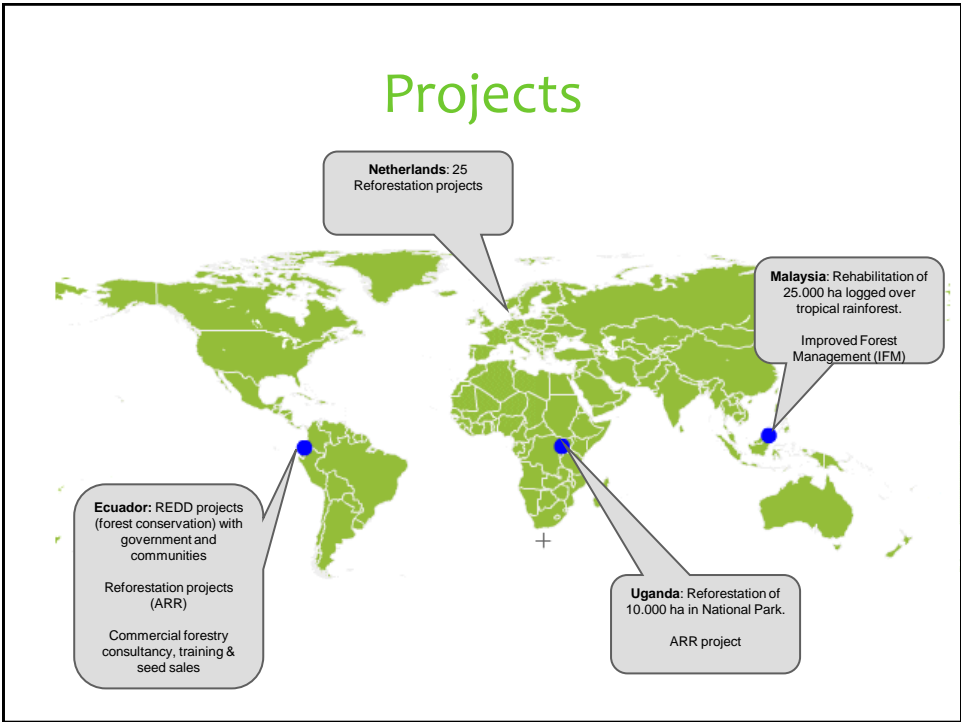 Projects
Netherlands: 25
Reforestation projects
Malaysia: Rehabilitation of
25.000 ha logged over
tropical rainforest.
Improved Forest
Management (IFM)
Ecuador: REDD projects
(forest conservation) with
government and
communities
Reforestation projects
(ARR)
Commercial forestry
consultancy, training &
seed sales
Uganda: Reforestation of
10.000 ha in National Park.
ARR project